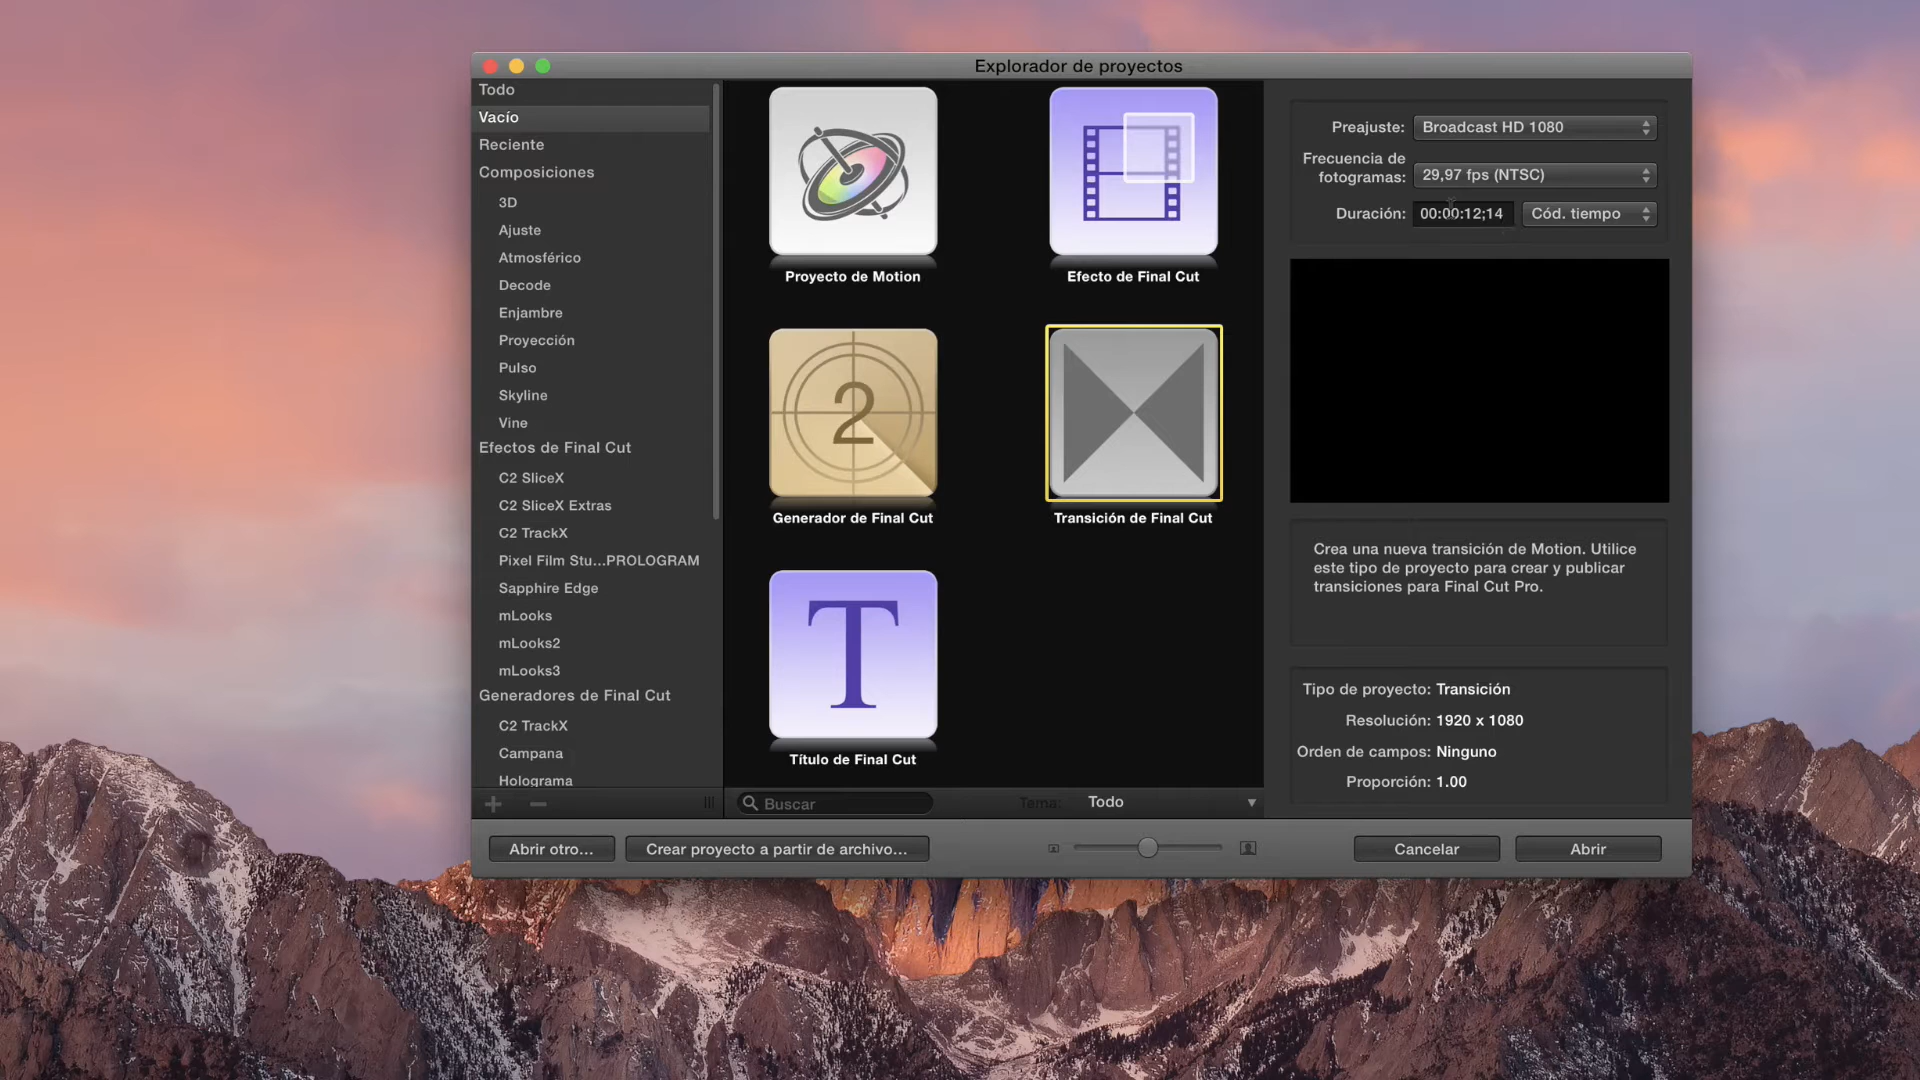 Explorador de proyectos
Todo
Vacío
Reciente
Composiciones
3D
Ajuste
Atmosférico
Decode
Enjambre
Proyección
Pulso
Skyline
Vine
Efectos de Final Cut
C2 SliceX
C2 SliceX Extras
C2 TrackX
Pixel Film Stu...PROLOGRAM
Sapphire Edge
mLooks
mLooks2
mLooks3
Generadores de Final Cut
C2 TrackX
Campana
Holograma
Proyecto de Motion
Efecto de Final Cut
2
Generador de Final Cut
Transición de Final Cut
T
Título de Final Cut
Buscar
Tema: Todo
Preajuste: Broadcast HD 1080
Frecuencia de
fotogramas: 29,97 fps (NTSC)
Duración: 00:00:12;14 Cód. tiempo
Crea una nueva transición de Motion. Utilice
este tipo de proyecto para crear y publicar
transiciones para Final Cut Pro.
Tipo de proyecto: Transición
Resolución: 1920 x 1080
Orden de campos: Ninguno
Proporción: 1.00
Abrir otro...
Crear proyecto a partir de archivo...
Cancelar
Abrir